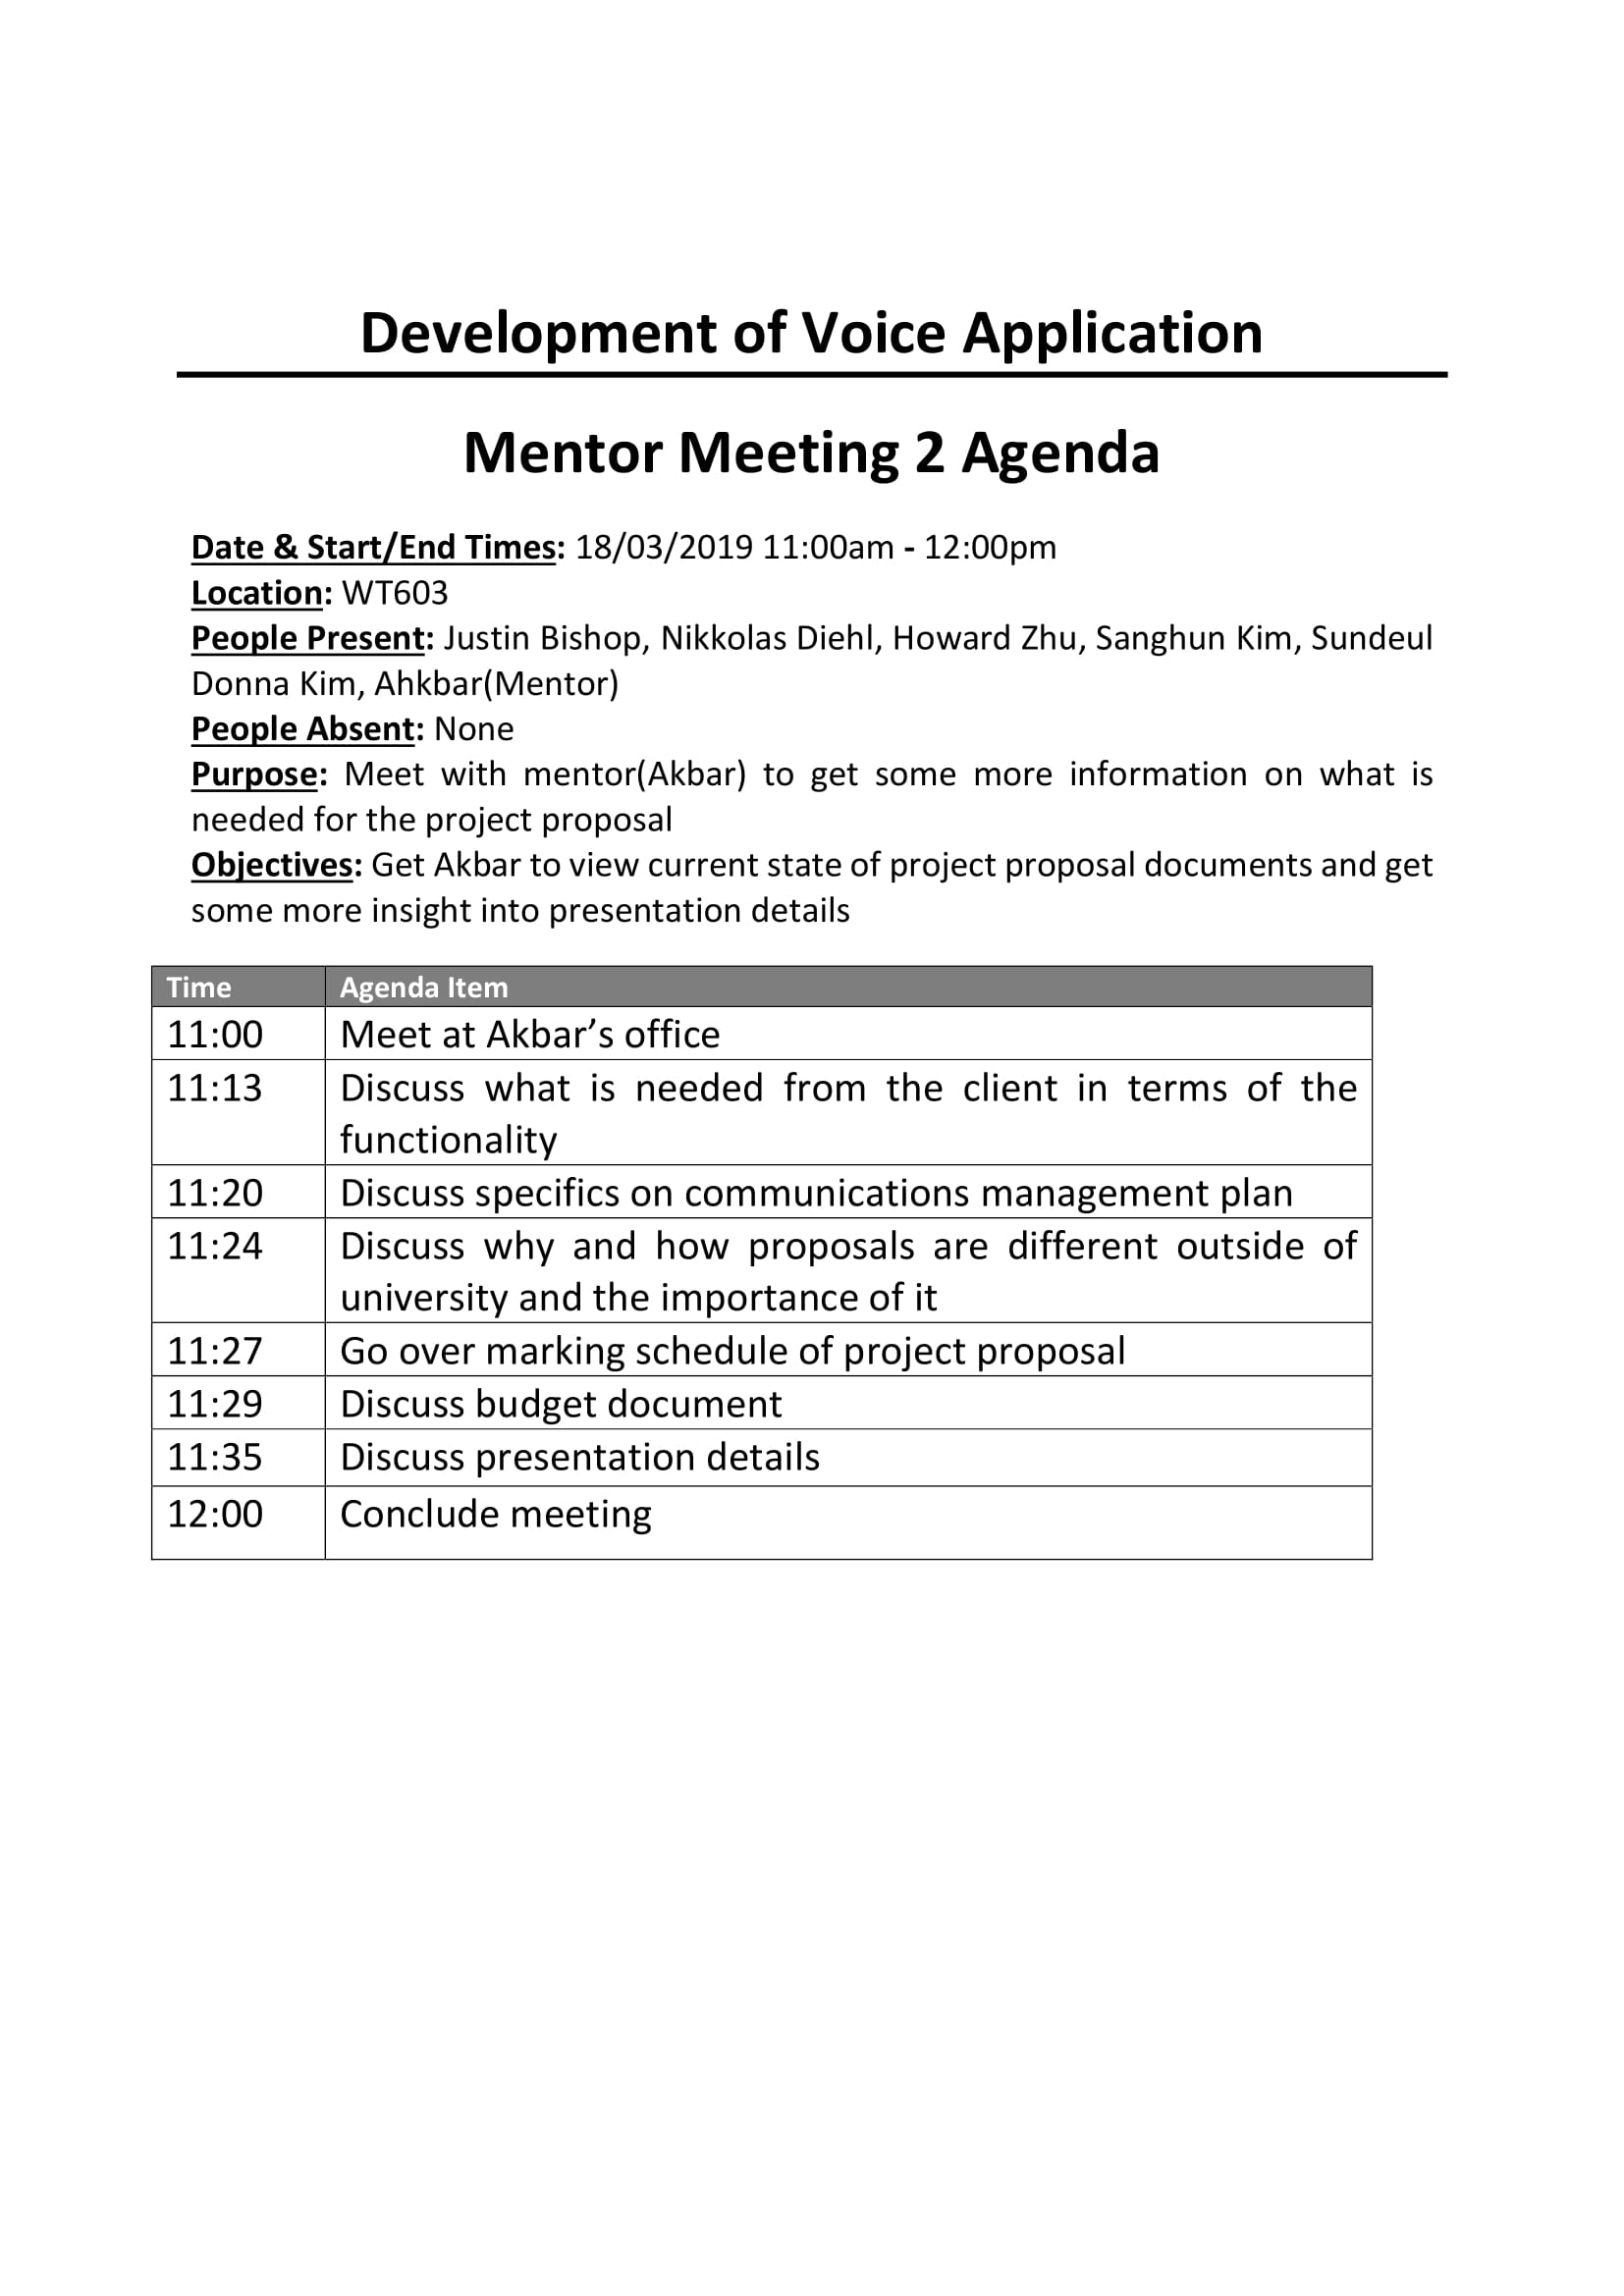 Development of Voice Application
Mentor Meeting 2 Agenda
Date & Start/End Times: 18/03/2019 11:00am - 12:00pm
Location: WT603
People Present: Justin Bishop, Nikkolas Diehl, Howard Zhu, Sanghun Kim, Sundeul
Donna Kim, Ahkbar(Mentor)
People Absent: None
Purpose: Meet with mentor(Akbar) to get some more information on what is
needed for the project proposal
Objectives: Get Akbar to view current state of project proposal documents and get
some more insight into presentation details
Time Agenda Item
11:00 Meet at Akbar’s office
11:13 Discuss what is needed from the client in terms of the
functionality
11:20 Discuss specifics on communications management plan
11:24 Discuss why and how proposals are different outside of
university and the importance of it
11:27 Go over marking schedule of project proposal
11:29 Discuss budget document
11:35 Discuss presentation details
12:00 Conclude meeting